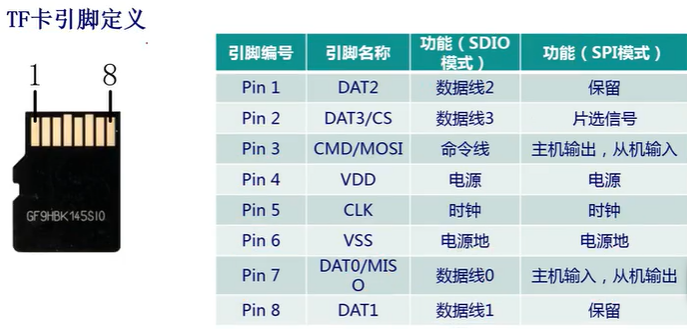 TF卡引脚定义
1 8
GF9HBK145S10
引脚编号 引脚名称 功能（SDIO模式） 功能（SPI模式）
Pin 1 DAT2 数据线2 保留
Pin 2 DAT3/CS 数据线3 片选信号
Pin 3 CMD/MOSI 命令线 主机输出，从机输入
Pin 4 VDD 电源 电源
Pin 5 CLK 时钟 时钟
Pin 6 VSS 电源地 电源地
Pin 7 DAT0/MISO 数据线0 主机输入，从机输出
Pin 8 DAT1 数据线1 保留